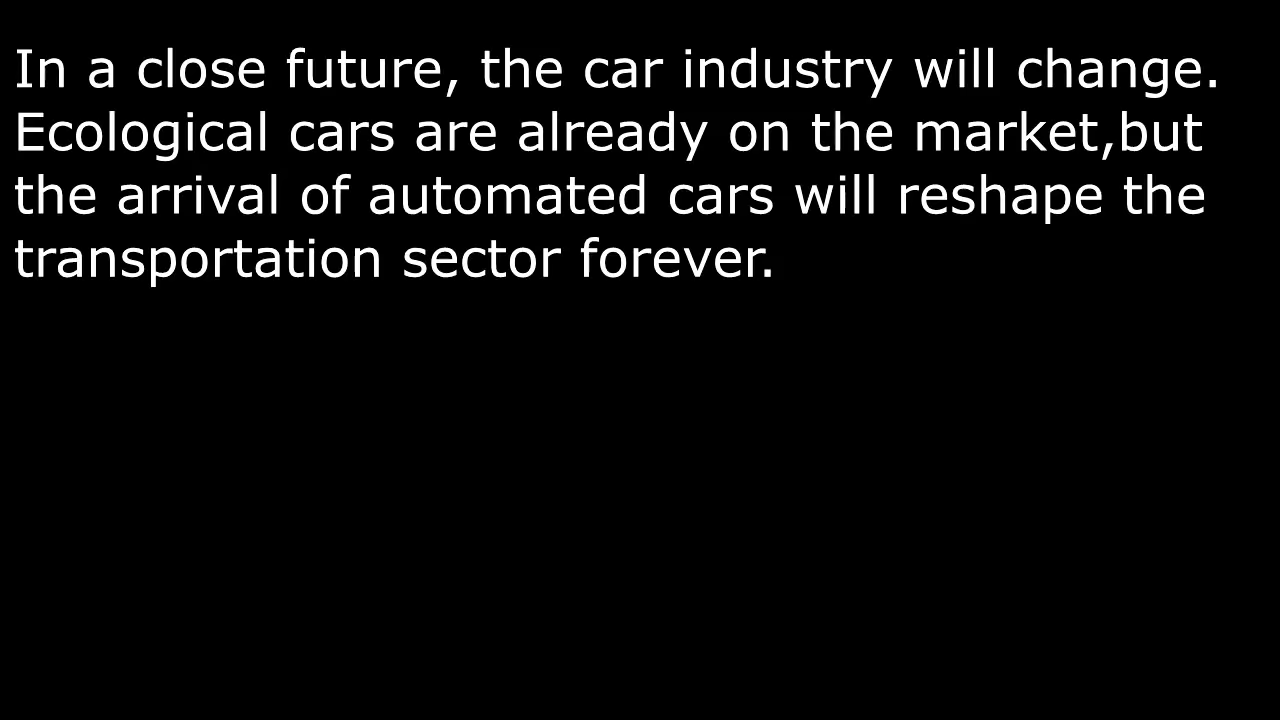 In a close future, the car industry will change.
Ecological cars are already on the market,but
the arrival of automated cars will reshape the
transportation sector forever.